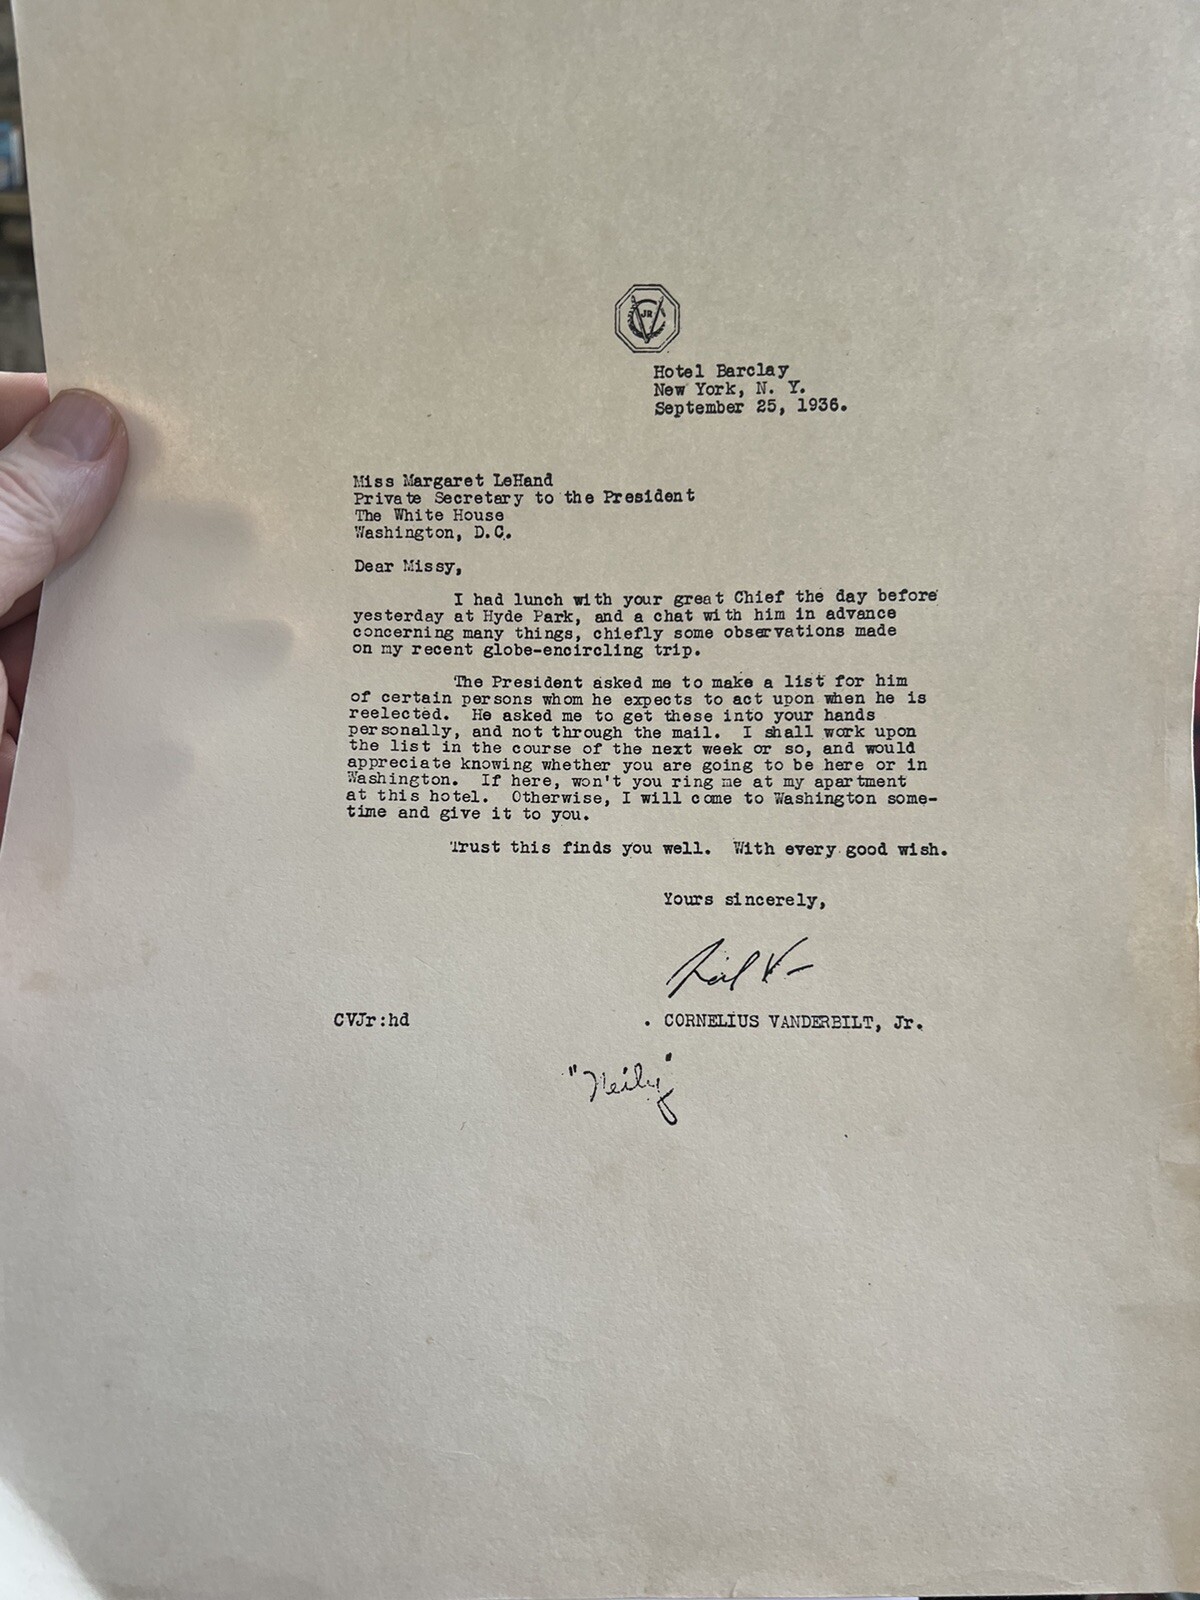 JR
Hotel Barclay
New York, N. Y.
September 25, 1936.
Miss Margaret LeHand
Private Secretary to the President
The White House
Washington, D.C.
Dear Missy,
I had lunch with your great Chief the day before
yesterday at Hyde Park, and a chat with him in advance
concerning many things, chiefly some observations made
on my recent globe-encircling trip.
The President asked me to make a list for him
of certain persons whom he expects to act upon when he is
reelected. He asked me to get these into your hands
personally, and not through the mail. I shall work upon
the list in the course of the next week or so, and would
appreciate knowing whether you are going to be here or in
Washington. If here, won't you ring me at my apartment
at this hotel. Otherwise, I will come to Washington some-
time and give it to you.
Trust this finds you well. With every good wish.
Yours sincerely,
CVJr:hd . CORNELIUS VANDERBILT, Jr.
"Neily"